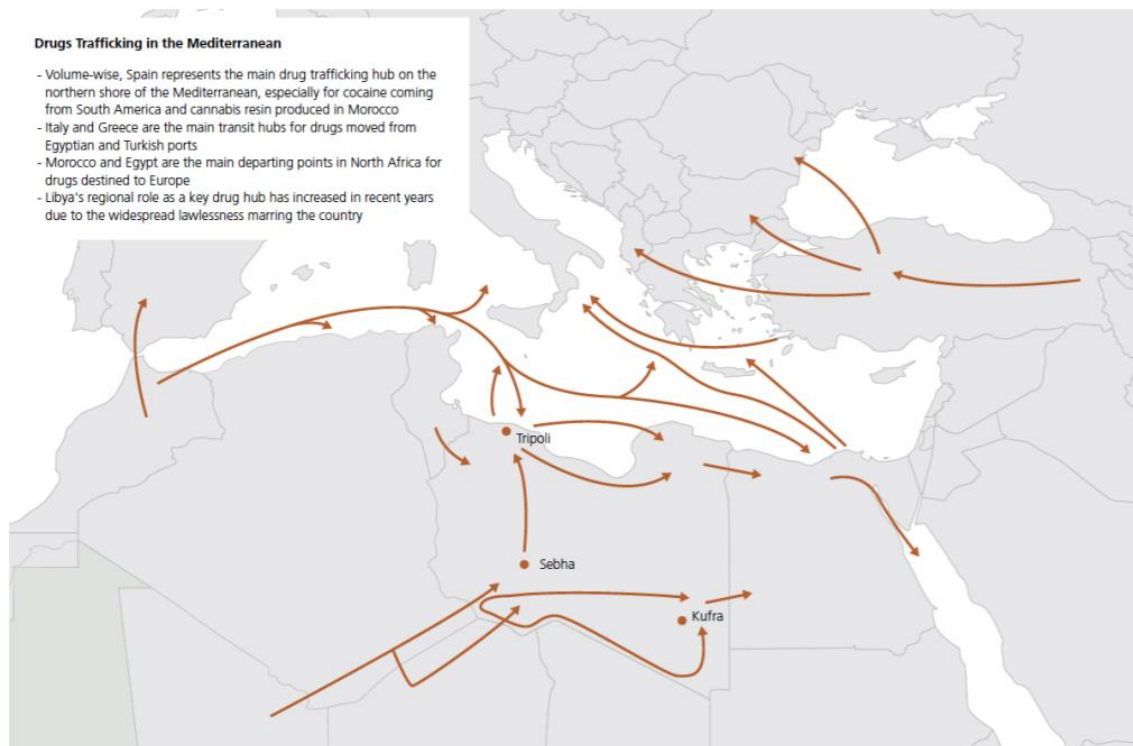 Drugs Trafficking in the Mediterranean
- Volume-wise, Spain represents the main drug trafficking hub on the
northern shore of the Mediterranean, especially for cocaine coming
from South America and cannabis resin produced in Morocco
- Italy and Greece are the main transit hubs for drugs moved from
Egyptian and Turkish ports
- Morocco and Egypt are the main departing points in North Africa for
drugs destined to Europe
- Libya's regional role as a key drug hub has increased in recent years
due to the widespread lawlessness marring the country
Tripoli
Sebha
Kufra